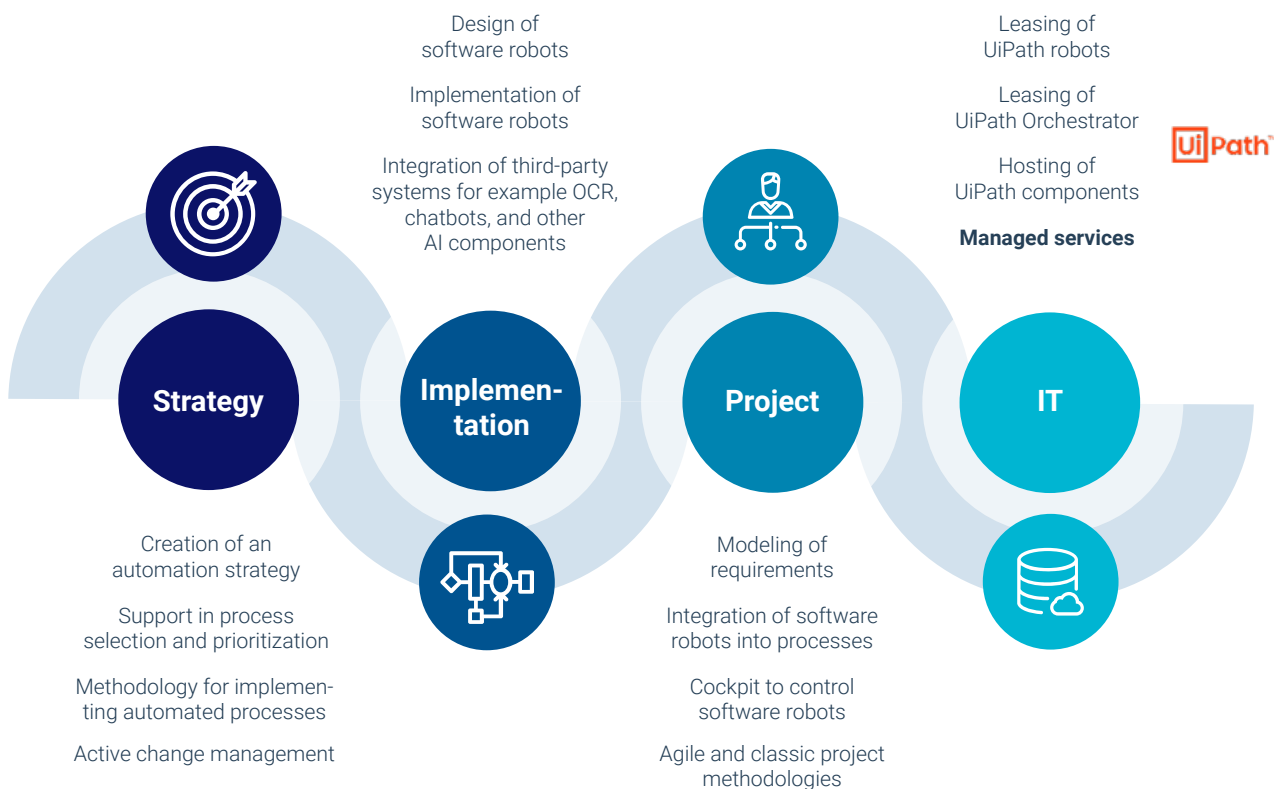 Strategy
Creation of an
automation strategy
Support in process
selection and prioritization
Methodology for implemen-
ting automated processes
Active change management
Design of
software robots
Implementation of
software robots
Integration of third-party
systems for example OCR,
chatbots, and other
AI components
Implemen-
tation
Project
Modeling of
requirements
Integration of software
robots into processes
Cockpit to control
software robots
Agile and classic project
methodologies
Leasing of
UiPath robots
Leasing of
UiPath Orchestrator
Hosting of
UiPath components
Managed services
UiPath™
IT